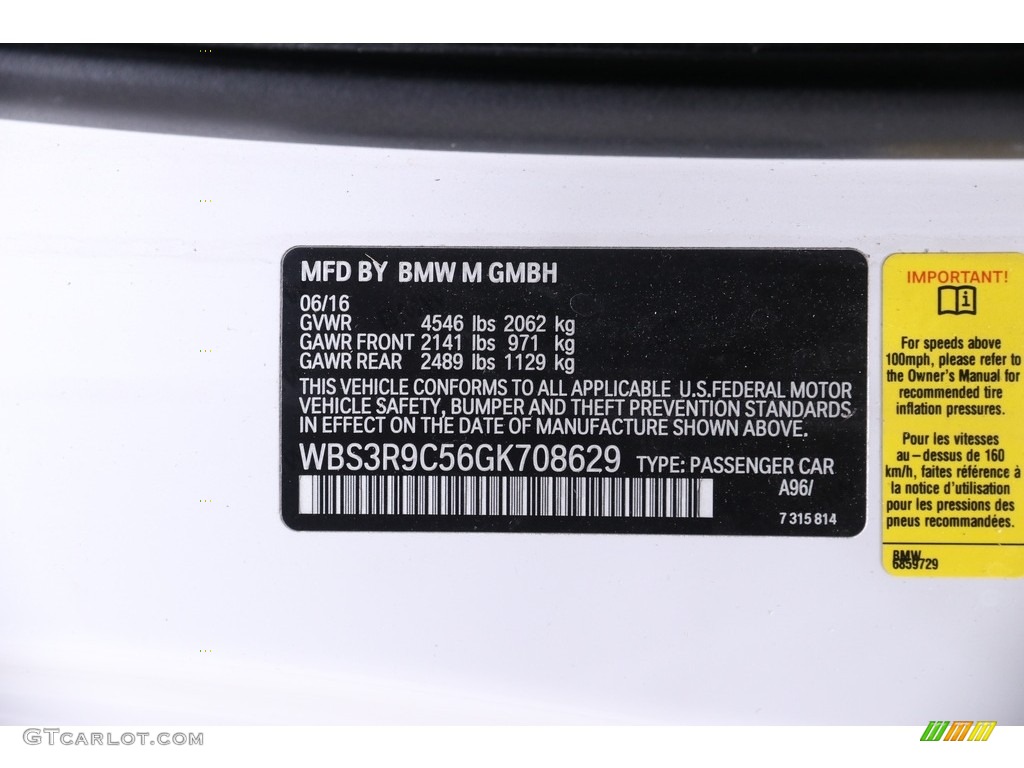 MFD BY BMW M GMBH
06/16
GVWR 4546 lbs 2062 kg
GAWR FRONT 2141 lbs 971 kg
GAWR REAR 2489 lbs 1129 kg
THIS VEHICLE CONFORMS TO ALL APPLICABLE U.S.FEDERAL MOTOR
VEHICLE SAFETY, BUMPER AND THEFT PREVENTION STANDARDS
IN EFFECT ON THE DATE OF MANUFACTURE SHOWN ABOVE.
WBS3R9C56GK708629 TYPE: PASSENGER CAR
A96/
7 315 814
IMPORTANT!
For speeds above
100mph, please refer to
the Owner's Manual for
recommended tire
inflation pressures.
Pour les vitesses
au-dessus de 160
km/h, faites référence à
la notice d'utilisation
pour les pressions des
pneus recommandées.
BMW
6859729
GTCARLOT.COM